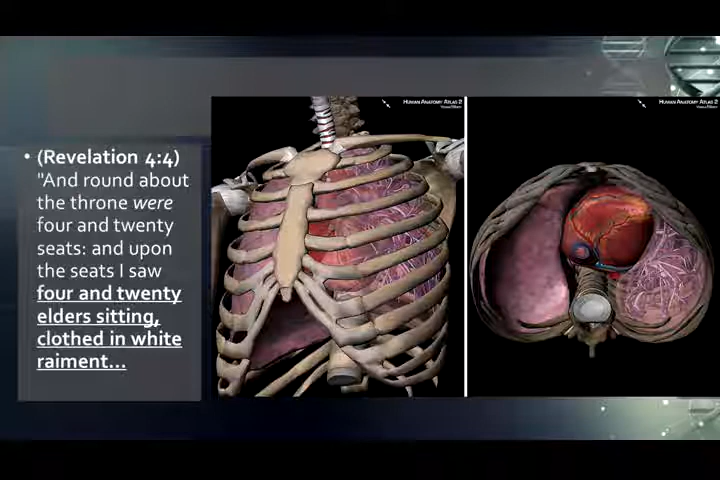 • (Revelation 4:4)
"And round about
the throne were
four and twenty
seats: and upon
the seats I saw
four and twenty
elders sitting,
clothed in white
raiment...
Human Anatomy Atlas 2
Human Anatomy Atlas 2